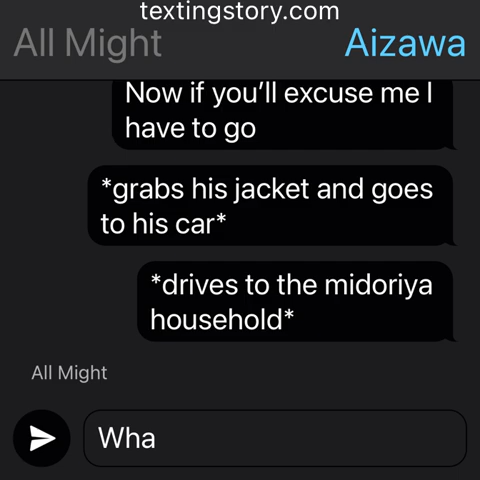 textingstory.com
All Might
Aizawa
Now if you'll excuse me I
have to go
*grabs his jacket and goes
to his car*
*drives to the midoriya
household*
All Might
Wha